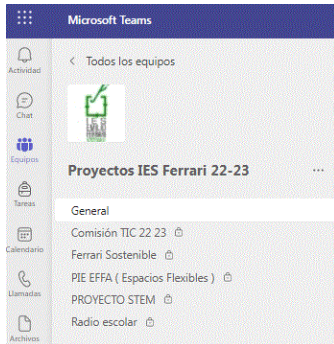 Microsoft Teams
Actividad
Chat
Equipos
Tareas
Calendario
Llamadas
Archivos
< Todos los equipos
IES
Proyectos IES Ferrari 22-23
...
General
Comisión TIC 22 23
Ferrari Sostenible
PIE EFFA ( Espacios Flexibles )
PROYECTO STEM
Radio escolar